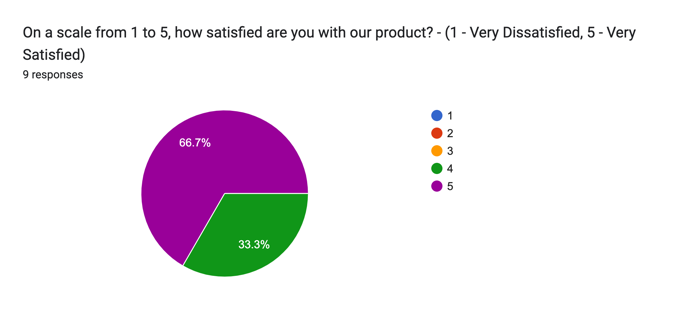 On a scale from 1 to 5, how satisfied are you with our product? - (1 - Very Dissatisfied, 5 - Very
Satisfied)
9 responses
66.7%
33.3%
1
2
3
4
5